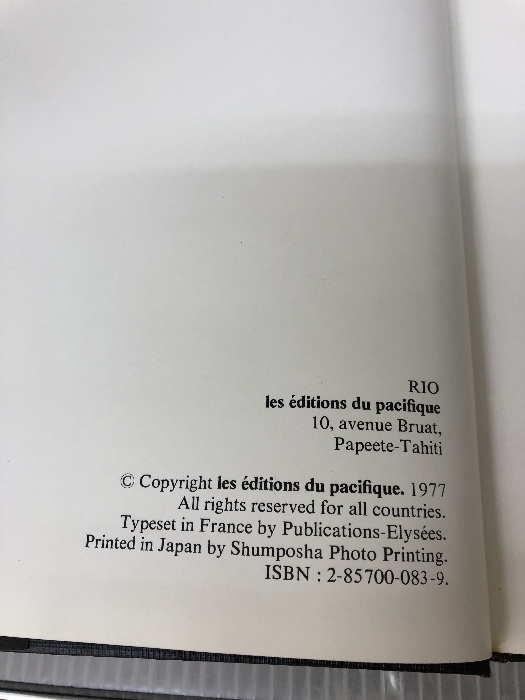 RIO
les éditions du pacifique
10, avenue Bruat,
Papeete-Tahiti
© Copyright les éditions du pacifique. 1977
All rights reserved for all countries.
Typeset in France by Publications-Elysées.
Printed in Japan by Shumposha Photo Printing.
ISBN : 2-85700-083-9.